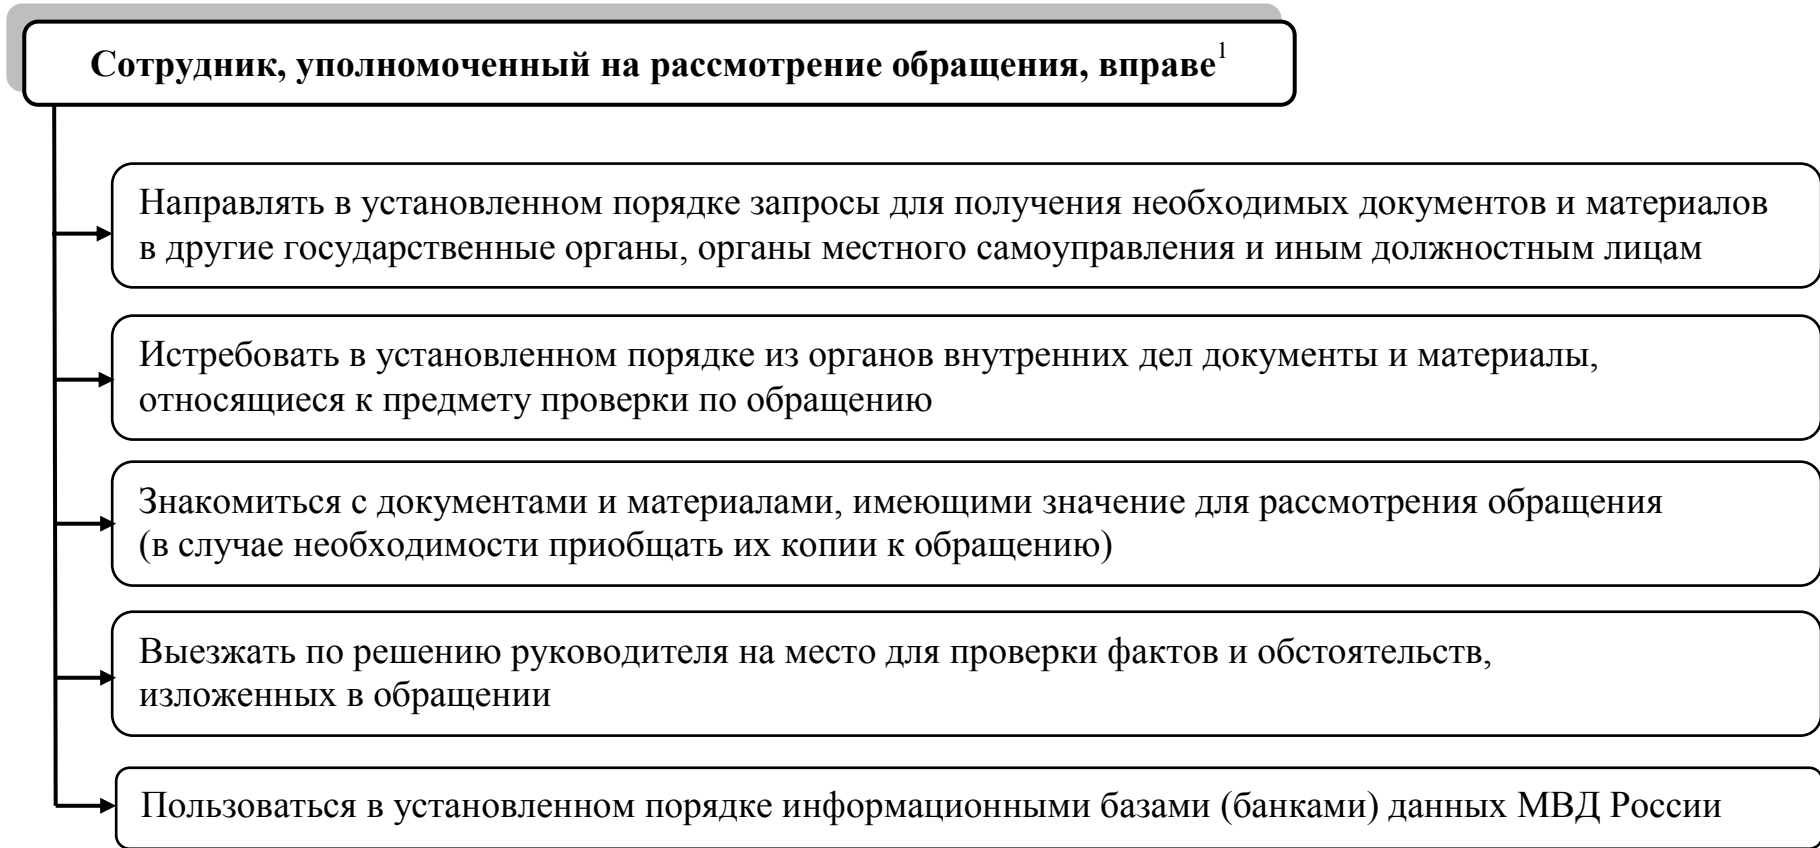 Сотрудник, уполномоченный на рассмотрение обращения, вправе1
Направлять в установленном порядке запросы для получения необходимых документов и материалов
в другие государственные органы, органы местного самоуправления и иным должностным лицам
Истребовать в установленном порядке из органов внутренних дел документы и материалы,
относящиеся к предмету проверки по обращению
Знакомиться с документами и материалами, имеющими значение для рассмотрения обращения
(в случае необходимости приобщать их копии к обращению)
Выезжать по решению руководителя на место для проверки фактов и обстоятельств,
изложенных в обращении
Пользоваться в установленном порядке информационными базами (банками) данных МВД России